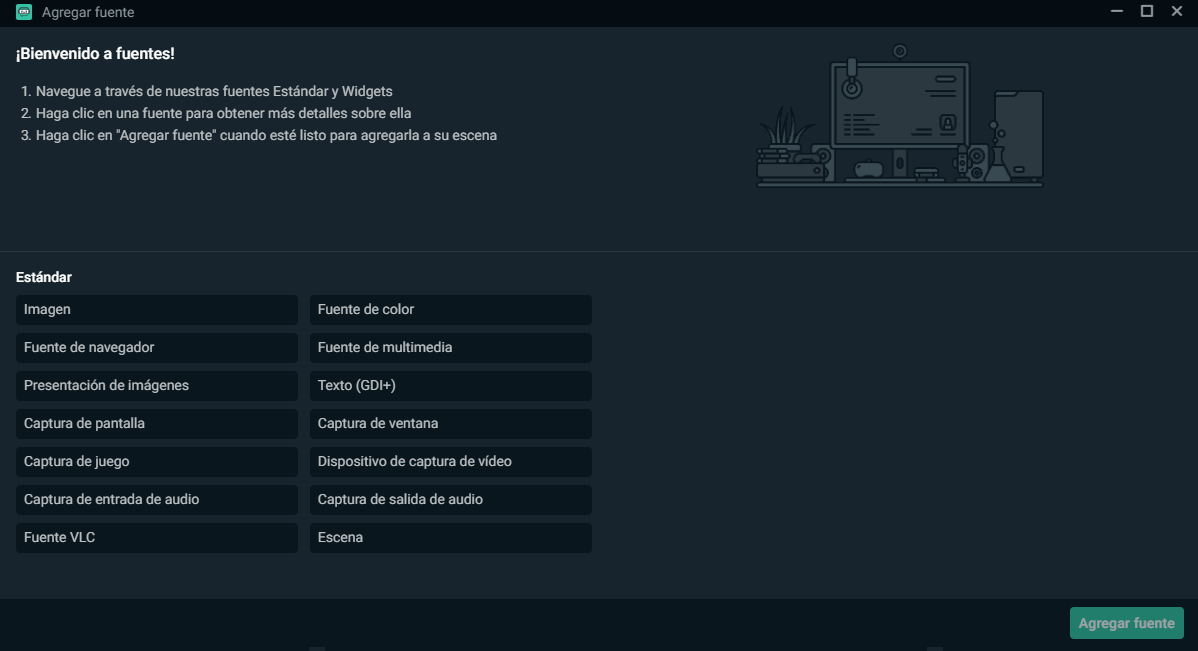 Agregar fuente
¡Bienvenido a fuentes!
1. Navegue a través de nuestras fuentes Estándar y Widgets
2. Haga clic en una fuente para obtener más detalles sobre ella
3. Haga clic en "Agregar fuente" cuando esté listo para agregarla a su escena
Estándar
Imagen
Fuente de color
Fuente de navegador
Fuente de multimedia
Presentación de imágenes
Texto (GDI+)
Captura de pantalla
Captura de ventana
Captura de juego
Dispositivo de captura de vídeo
Captura de entrada de audio
Captura de salida de audio
Fuente VLC
Escena
Agregar fuente